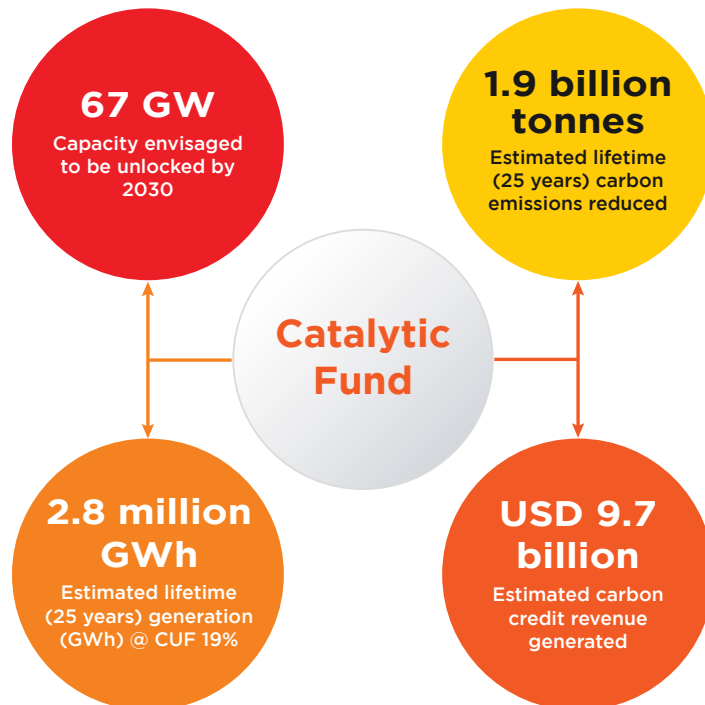 67 GW
Capacity envisaged
to be unlocked by
2030
1.9 billion
tonnes
Estimated lifetime
(25 years) carbon
emissions reduced
Catalytic
Fund
2.8 million
GWh
Estimated lifetime
(25 years) generation
(GWh) @ CUF 19%
USD 9.7
billion
Estimated carbon
credit revenue
generated